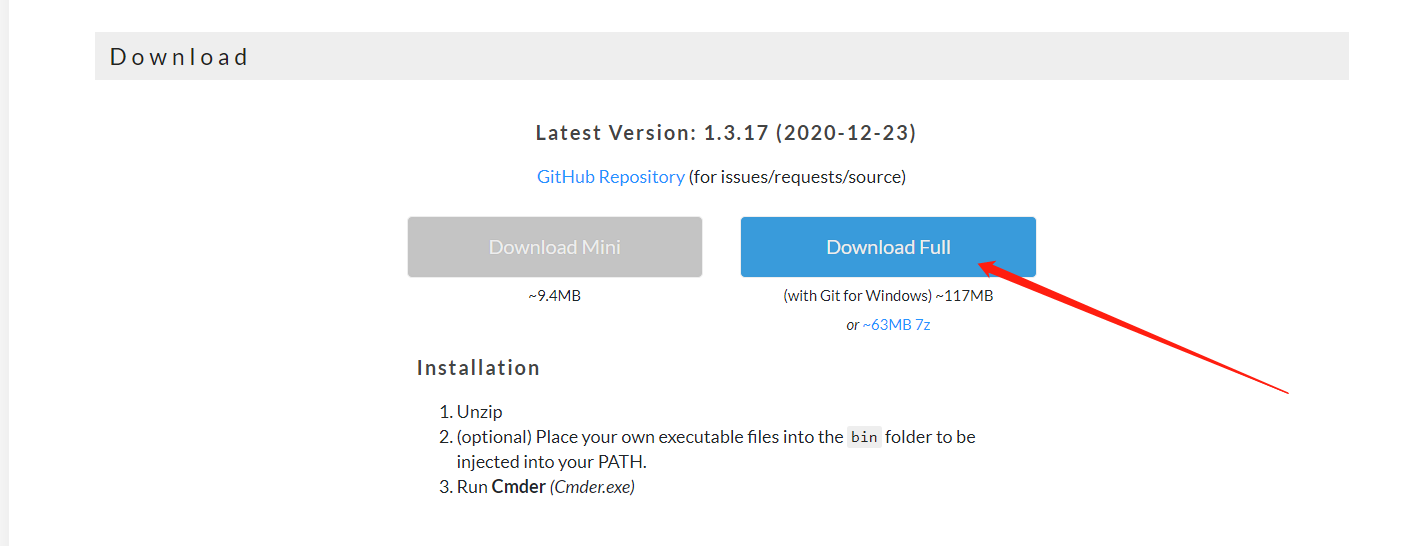 Download
Latest Version: 1.3.17 (2020-12-23)
GitHub Repository (for issues/requests/source)
Download Mini
Download Full
~9.4MB
(with Git for Windows) ~117MB
or ~63MB 7z
Installation
1. Unzip
2. (optional) Place your own executable files into the bin folder to be
injected into your PATH.
3. Run Cmder (Cmder.exe)